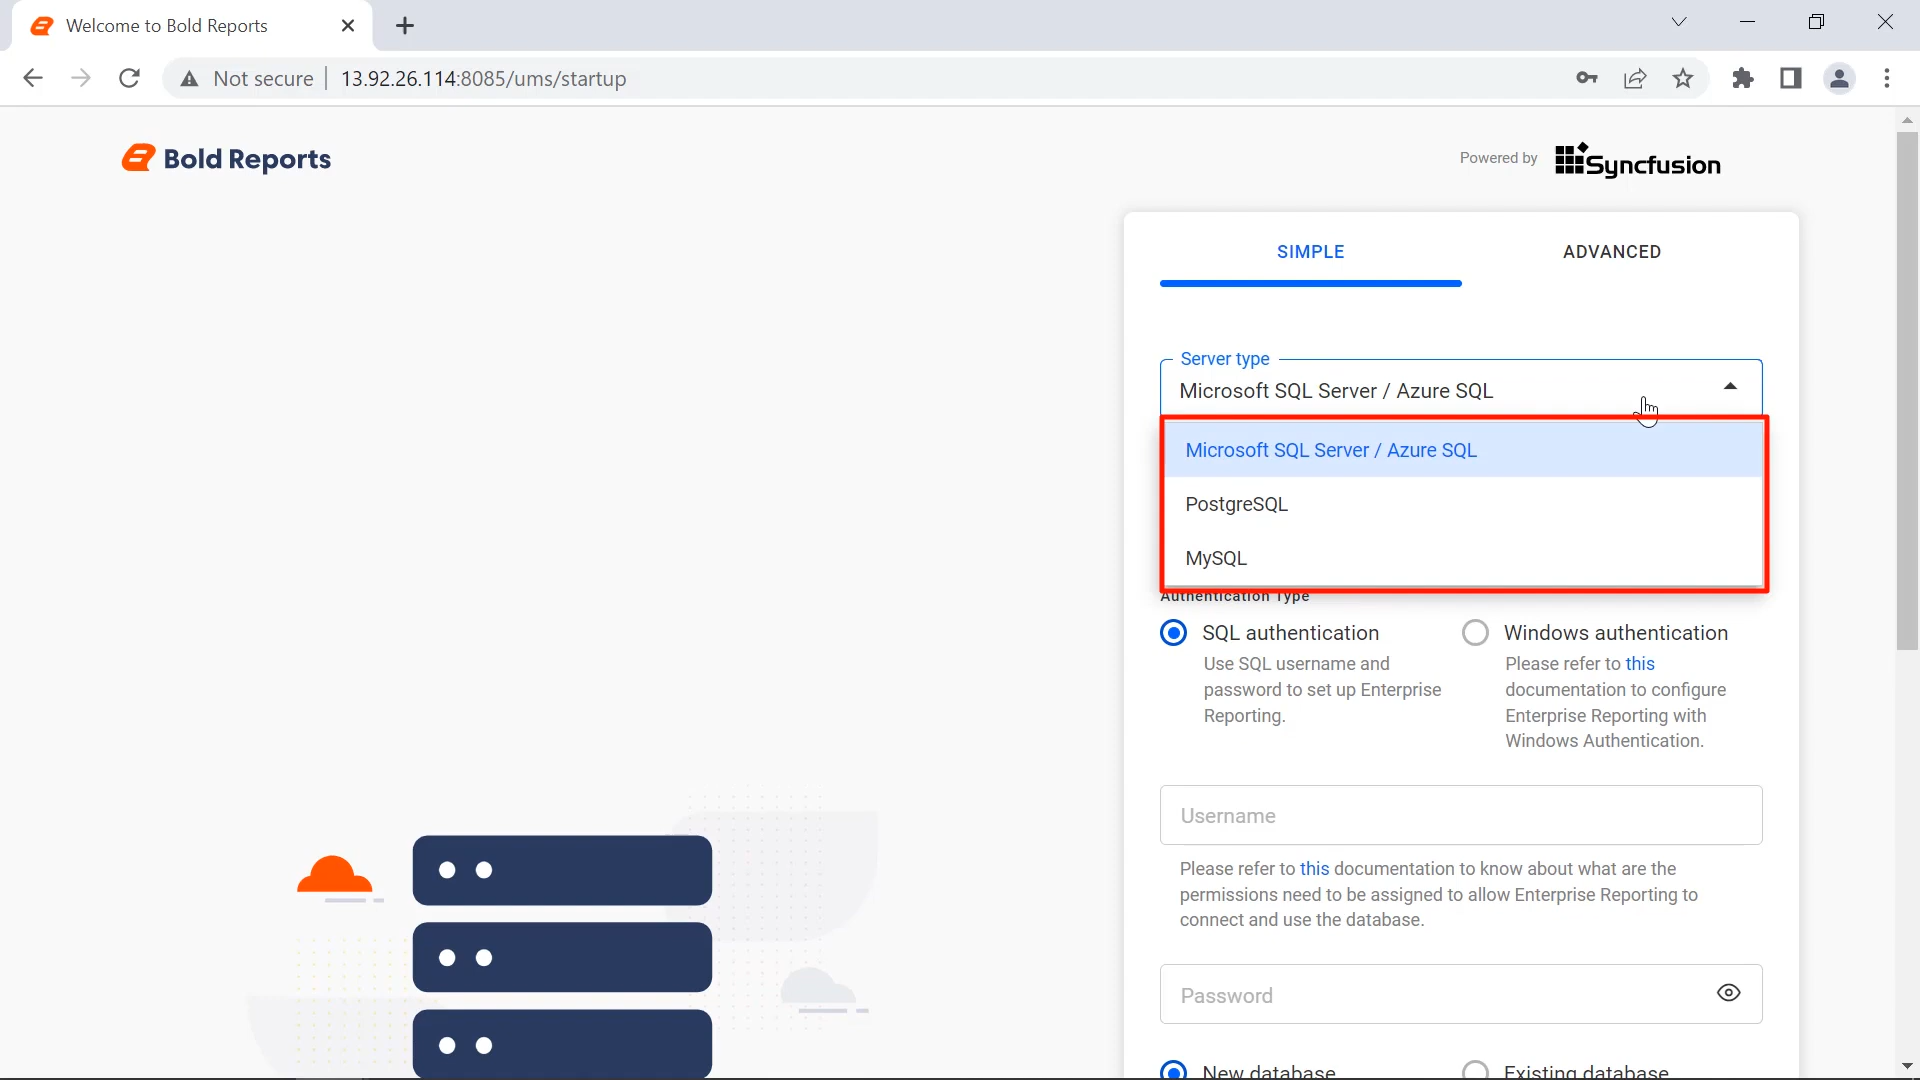 Welcome to Bold Reports
Not secure
13.92.26.114:8085/ums/startup
Bold Reports
Powered by
Syncfusion
SIMPLE
ADVANCED
Server type
Microsoft SQL Server / Azure SQL
Microsoft SQL Server / Azure SQL
PostgreSQL
MySQL
Authentication Type
SQL authentication
Use SQL username and
password to set up Enterprise
Reporting.
Windows authentication
Please refer to this
documentation to configure
Enterprise Reporting with
Windows Authentication.
Username
Please refer to this documentation to know about what are the
permissions need to be assigned to allow Enterprise Reporting to
connect and use the database.
Password
New database
Existing database